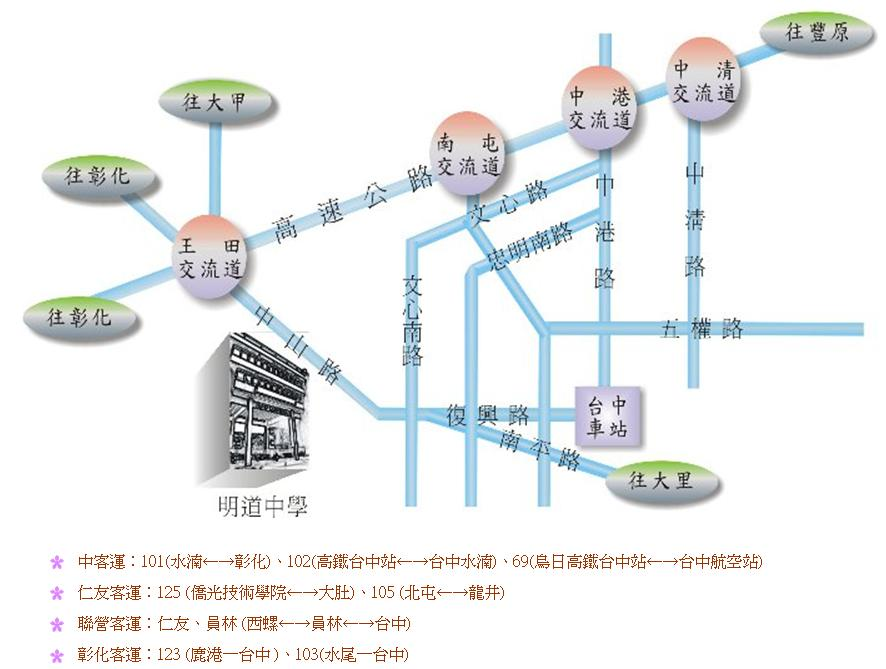 往豐原
中清
交流道
中港
交流道
往大甲
南屯
交流道
往彰化
高速公路
文心路
中港路
中清路
忠明南路
王田
交流道
文心南路
往彰化
中山路
五權路
復興路
台中
車站
南平路
往大里
明道中學
中客運：101(水湳←→彰化)、102(高鐵台中站←→台中水湳)、69(烏日高鐵台中站←→台中航空站)
仁友客運：125 (僑光技術學院←→大肚)、105 (北屯←→龍井)
聯營客運：仁友、員林 (西螺←→員林←→台中)
彰化客運：123 (鹿港—台中)、103(水尾—台中)